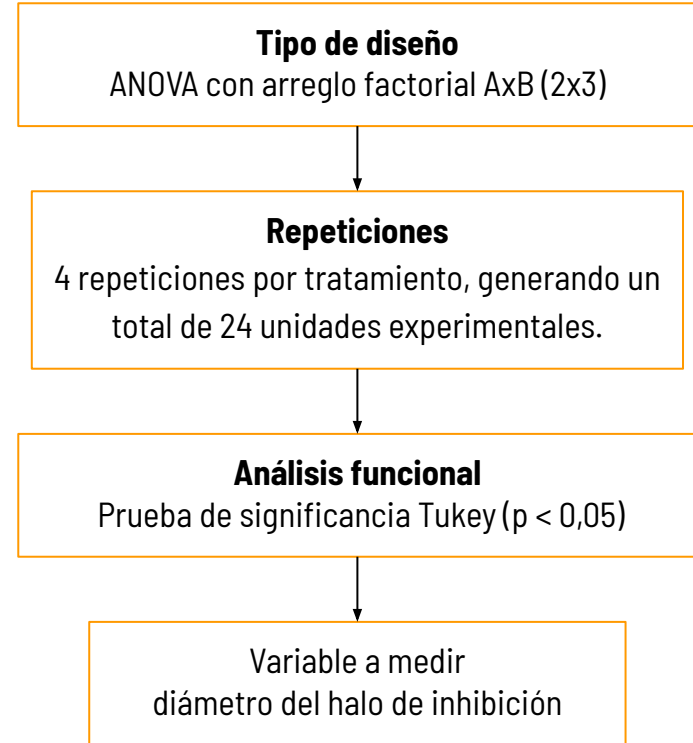 Tipo de diseño
ANOVA con arreglo factorial AxB (2x3)
Repeticiones
4 repeticiones por tratamiento, generando un
total de 24 unidades experimentales.
Análisis funcional
Prueba de significancia Tukey (p < 0,05)
Variable a medir
diámetro del halo de inhibición